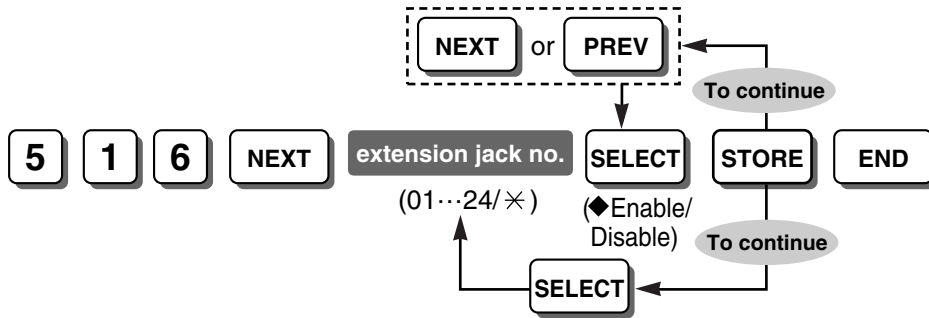 NEXT or PREV
To continue
5 1 6 NEXT extension jack no. SELECT STORE END
(01···24/✳)
(◆Enable/
Disable)
To continue
SELECT